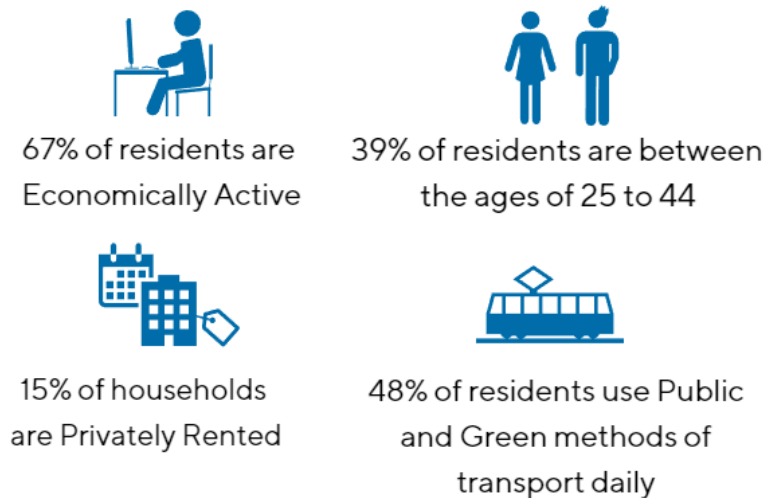 67% of residents are
Economically Active
39% of residents are between
the ages of 25 to 44
15% of households
are Privately Rented
48% of residents use Public
and Green methods of
transport daily